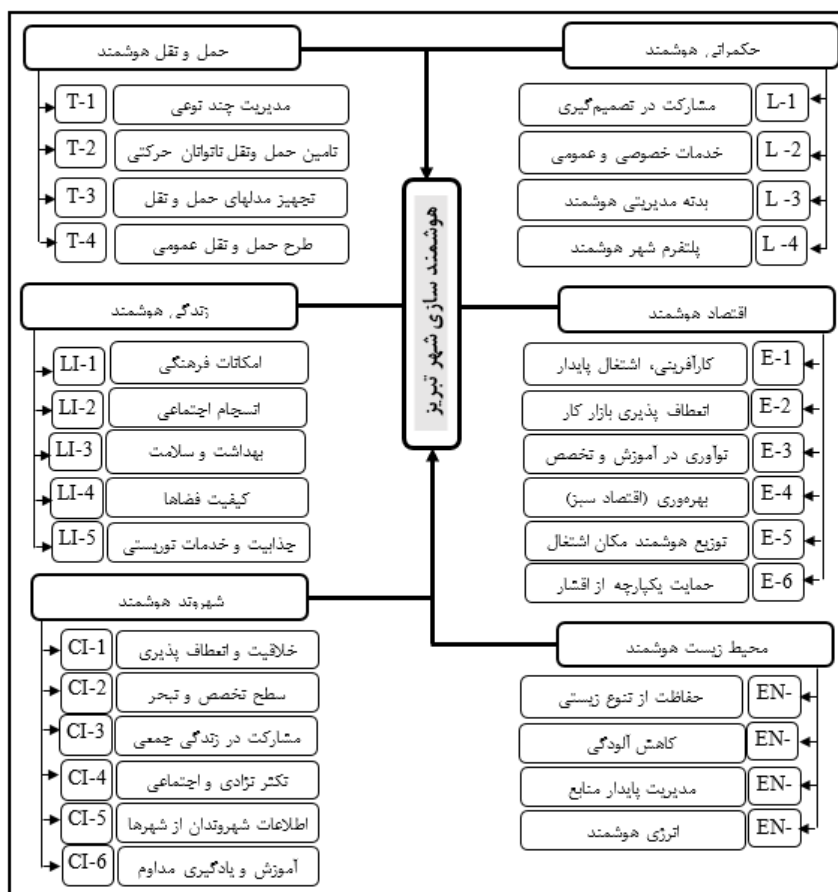 حکمرانی هوشمند
L-1 مشارکت در تصمیم‌گیری
L -2 خدمات خصوصی و عمومی
L -3 بدنه مدیریتی هوشمند
L -4 پلتفرم شهر هوشمند
اقتصاد هوشمند
E-1 کارآفرینی، اشتغال پایدار
E-2 انعطاف پذیری بازار کار
E-3 نوآوری در آموزش و تخصص
E-4 بهره‌وری (اقتصاد سبز)
E-5 توزیع هوشمند مکان اشتغال
E-6 حمایت یکپارچه از اقشار
محیط زیست هوشمند
EN- حفاظت از تنوع زیستی
EN- کاهش آلودگی
EN- مدیریت پایدار منابع
EN- انرژی هوشمند
هوشمند سازی شهر تبریز
حمل و نقل هوشمند
T-1 مدیریت چند نوعی
T-2 تامین حمل ونقل ناتوانان حرکتی
T-3 تجهیز مدلهای حمل و نقل
T-4 طرح حمل و نقل عمومی
زندگی هوشمند
LI-1 امکانات فرهنگی
LI-2 انسجام اجتماعی
LI-3 بهداشت و سلامت
LI-4 کیفیت فضاها
LI-5 جذابیت و خدمات توریستی
شهروند هوشمند
CI-1 خلاقیت و انعطاف پذیری
CI-2 سطح تخصص و تبحر
CI-3 مشارکت در زندگی جمعی
CI-4 تکثر نژادی و اجتماعی
CI-5 اطلاعات شهروندان از شهرها
CI-6 آموزش و یادگیری مداوم